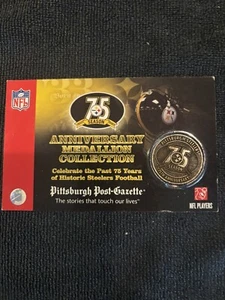 NFL
75
SEASON
ANNIVERSARY
MEDALLION
COLLECTION
Celebrate the Past 75 Years
of Historic Steelers Football
Pittsburgh Post-Gazette
The stories that touch our lives
75
SEASON
NFL PLAYERS